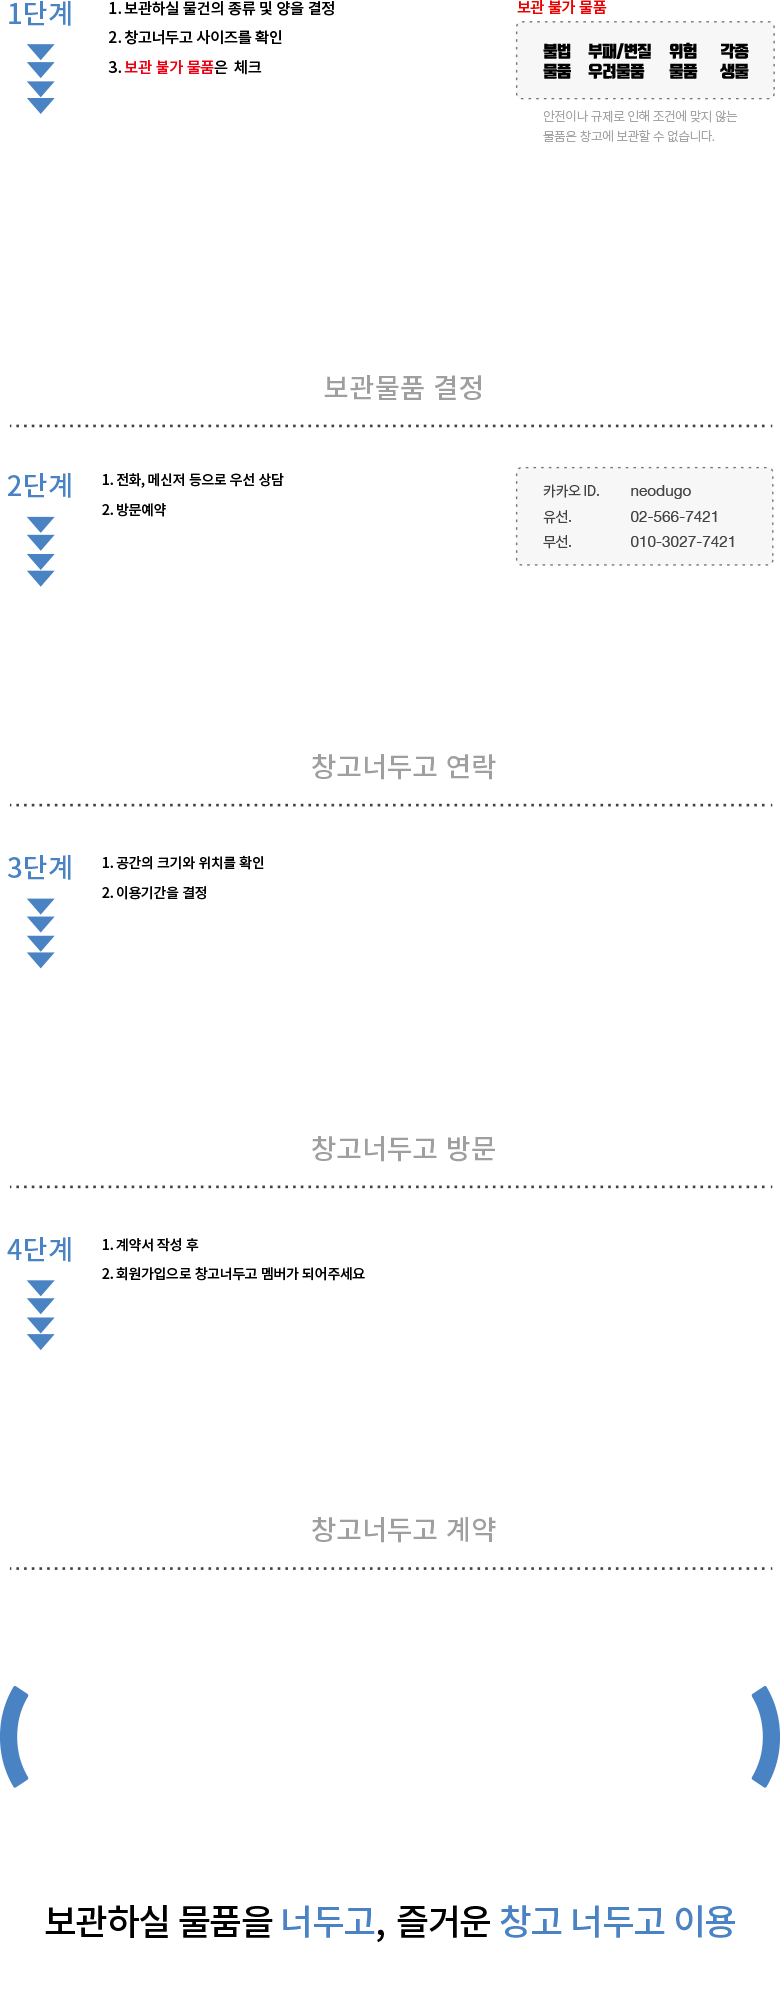 1단계
1. 보관하실 물건의 종류 및 양을 결정
2. 창고너두고 사이즈를 확인
3. 보관 불가 물품은 체크
보관 불가 물품
불법 부패/변질 위험 각종
물품 우려물품 물품 생물
안전이나 규제로 인해 조건에 맞지 않는
물품은 창고에 보관할 수 없습니다.
보관물품 결정
2단계
1. 전화, 메신저 등으로 우선 상담
2. 방문예약
카카오 ID. neodugo
유선. 02-566-7421
무선. 010-3027-7421
창고너두고 연락
3단계
1. 공간의 크기와 위치를 확인
2. 이용기간을 결정
창고너두고 방문
4단계
1. 계약서 작성 후
2. 회원가입으로 창고너두고 멤버가 되어주세요
창고너두고 계약
보관하실 물품을 너두고, 즐거운 창고 너두고 이용